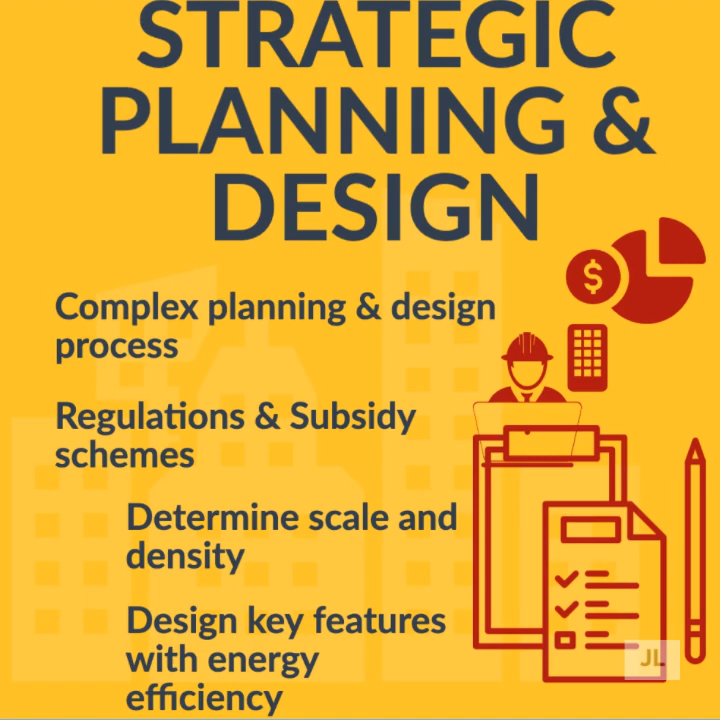 STRATEGIC
PLANNING &
DESIGN
$
Complex planning & design
process
Regulations & Subsidy
schemes
Determine scale and
density
Design key features
with energy
efficiency
JL